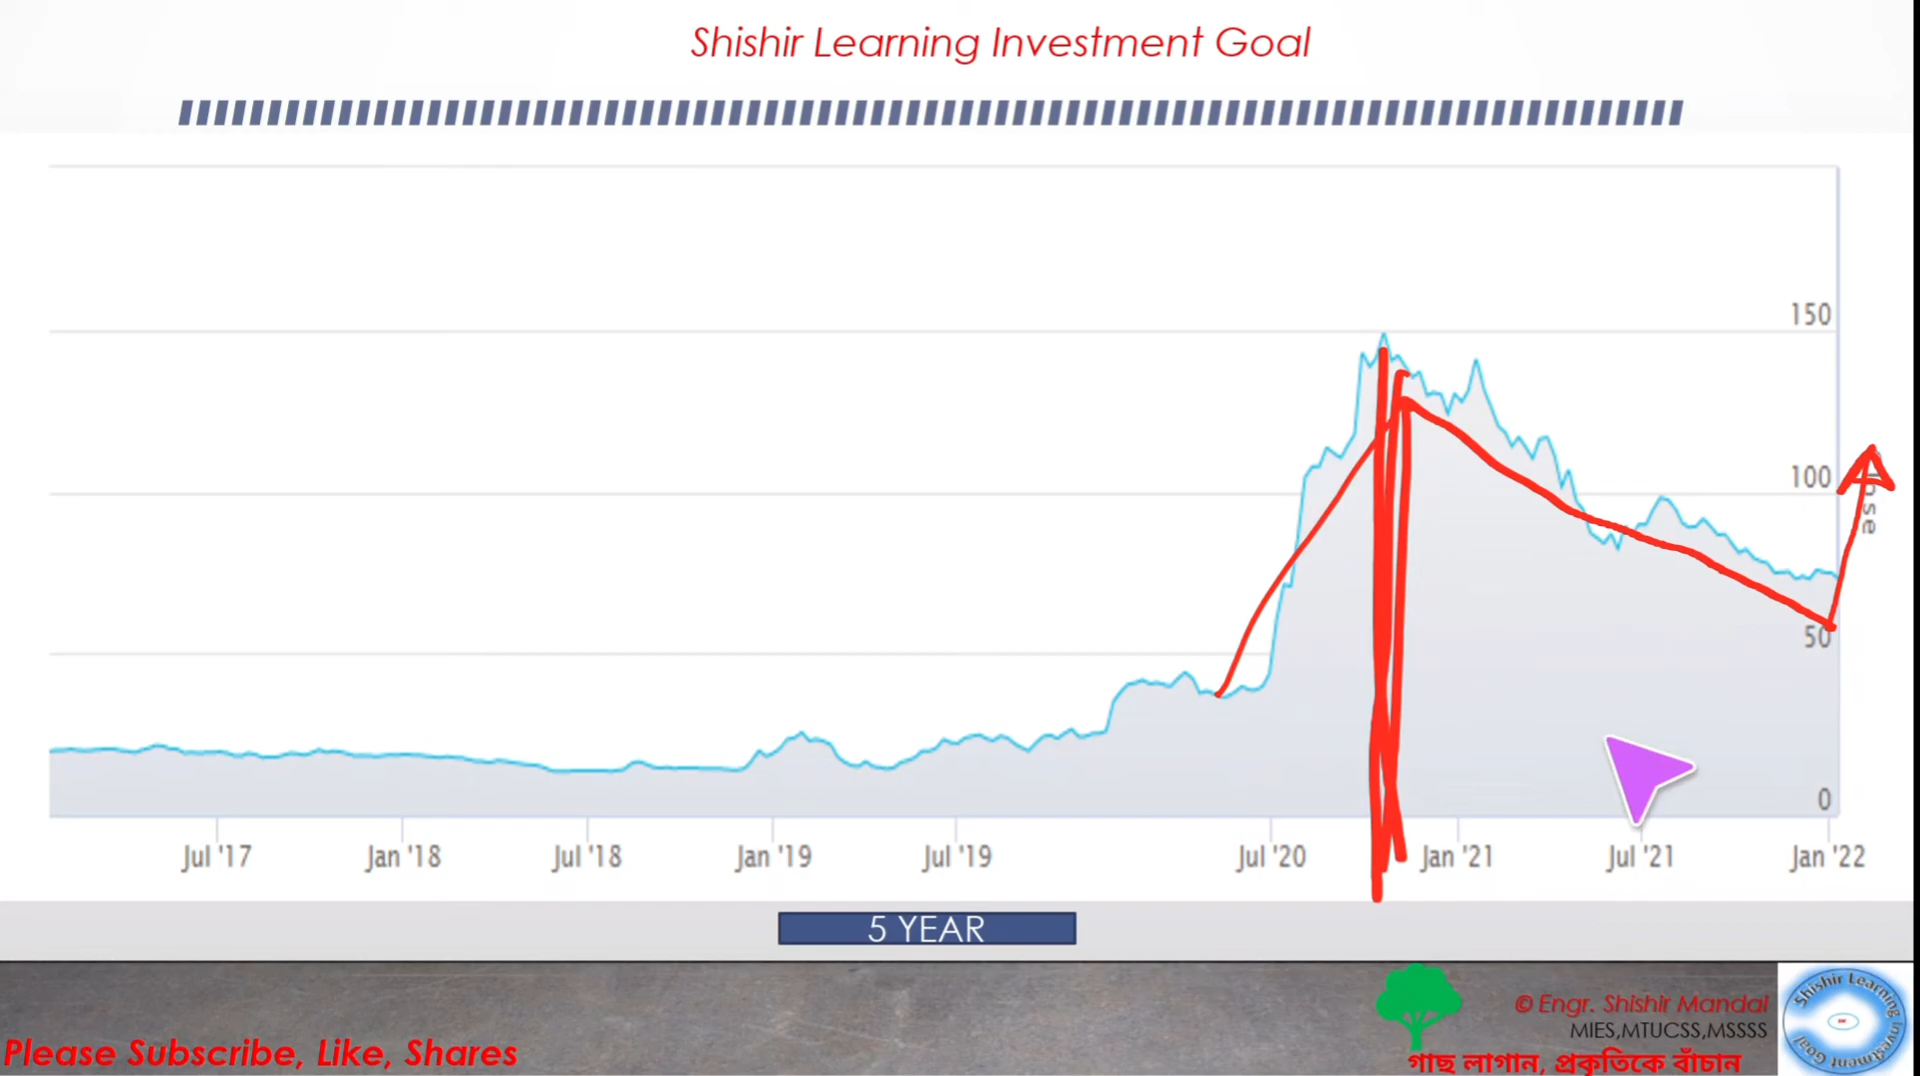 Shishir Learning Investment Goal
150
100
50
0
Jul '17 Jan '18 Jul '18 Jan '19 Jul '19 Jul '20 Jan '21 Jul '21 Jan '22
5 YEAR
© Engr. Shishir Mandal
MIES,MTUCSS,MSSSS
Please Subscribe, Like, Shares
গাছ লাগান, প্রকৃতিকে বাঁচান
Shishir Learning Investment Goal